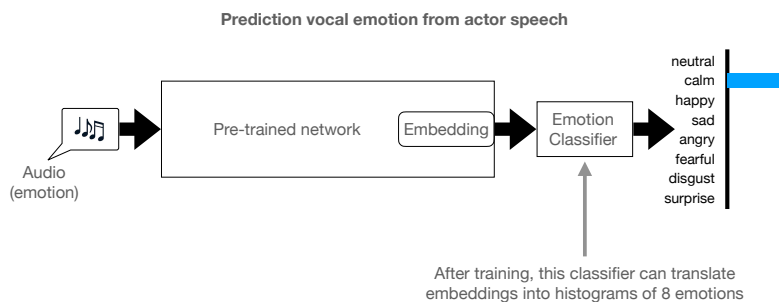 Prediction vocal emotion from actor speech
neutral
calm
happy
sad
angry
fearful
disgust
surprise
Pre-trained network
Embedding
Emotion
Classifier
Audio
(emotion)
After training, this classifier can translate
embeddings into histograms of 8 emotions